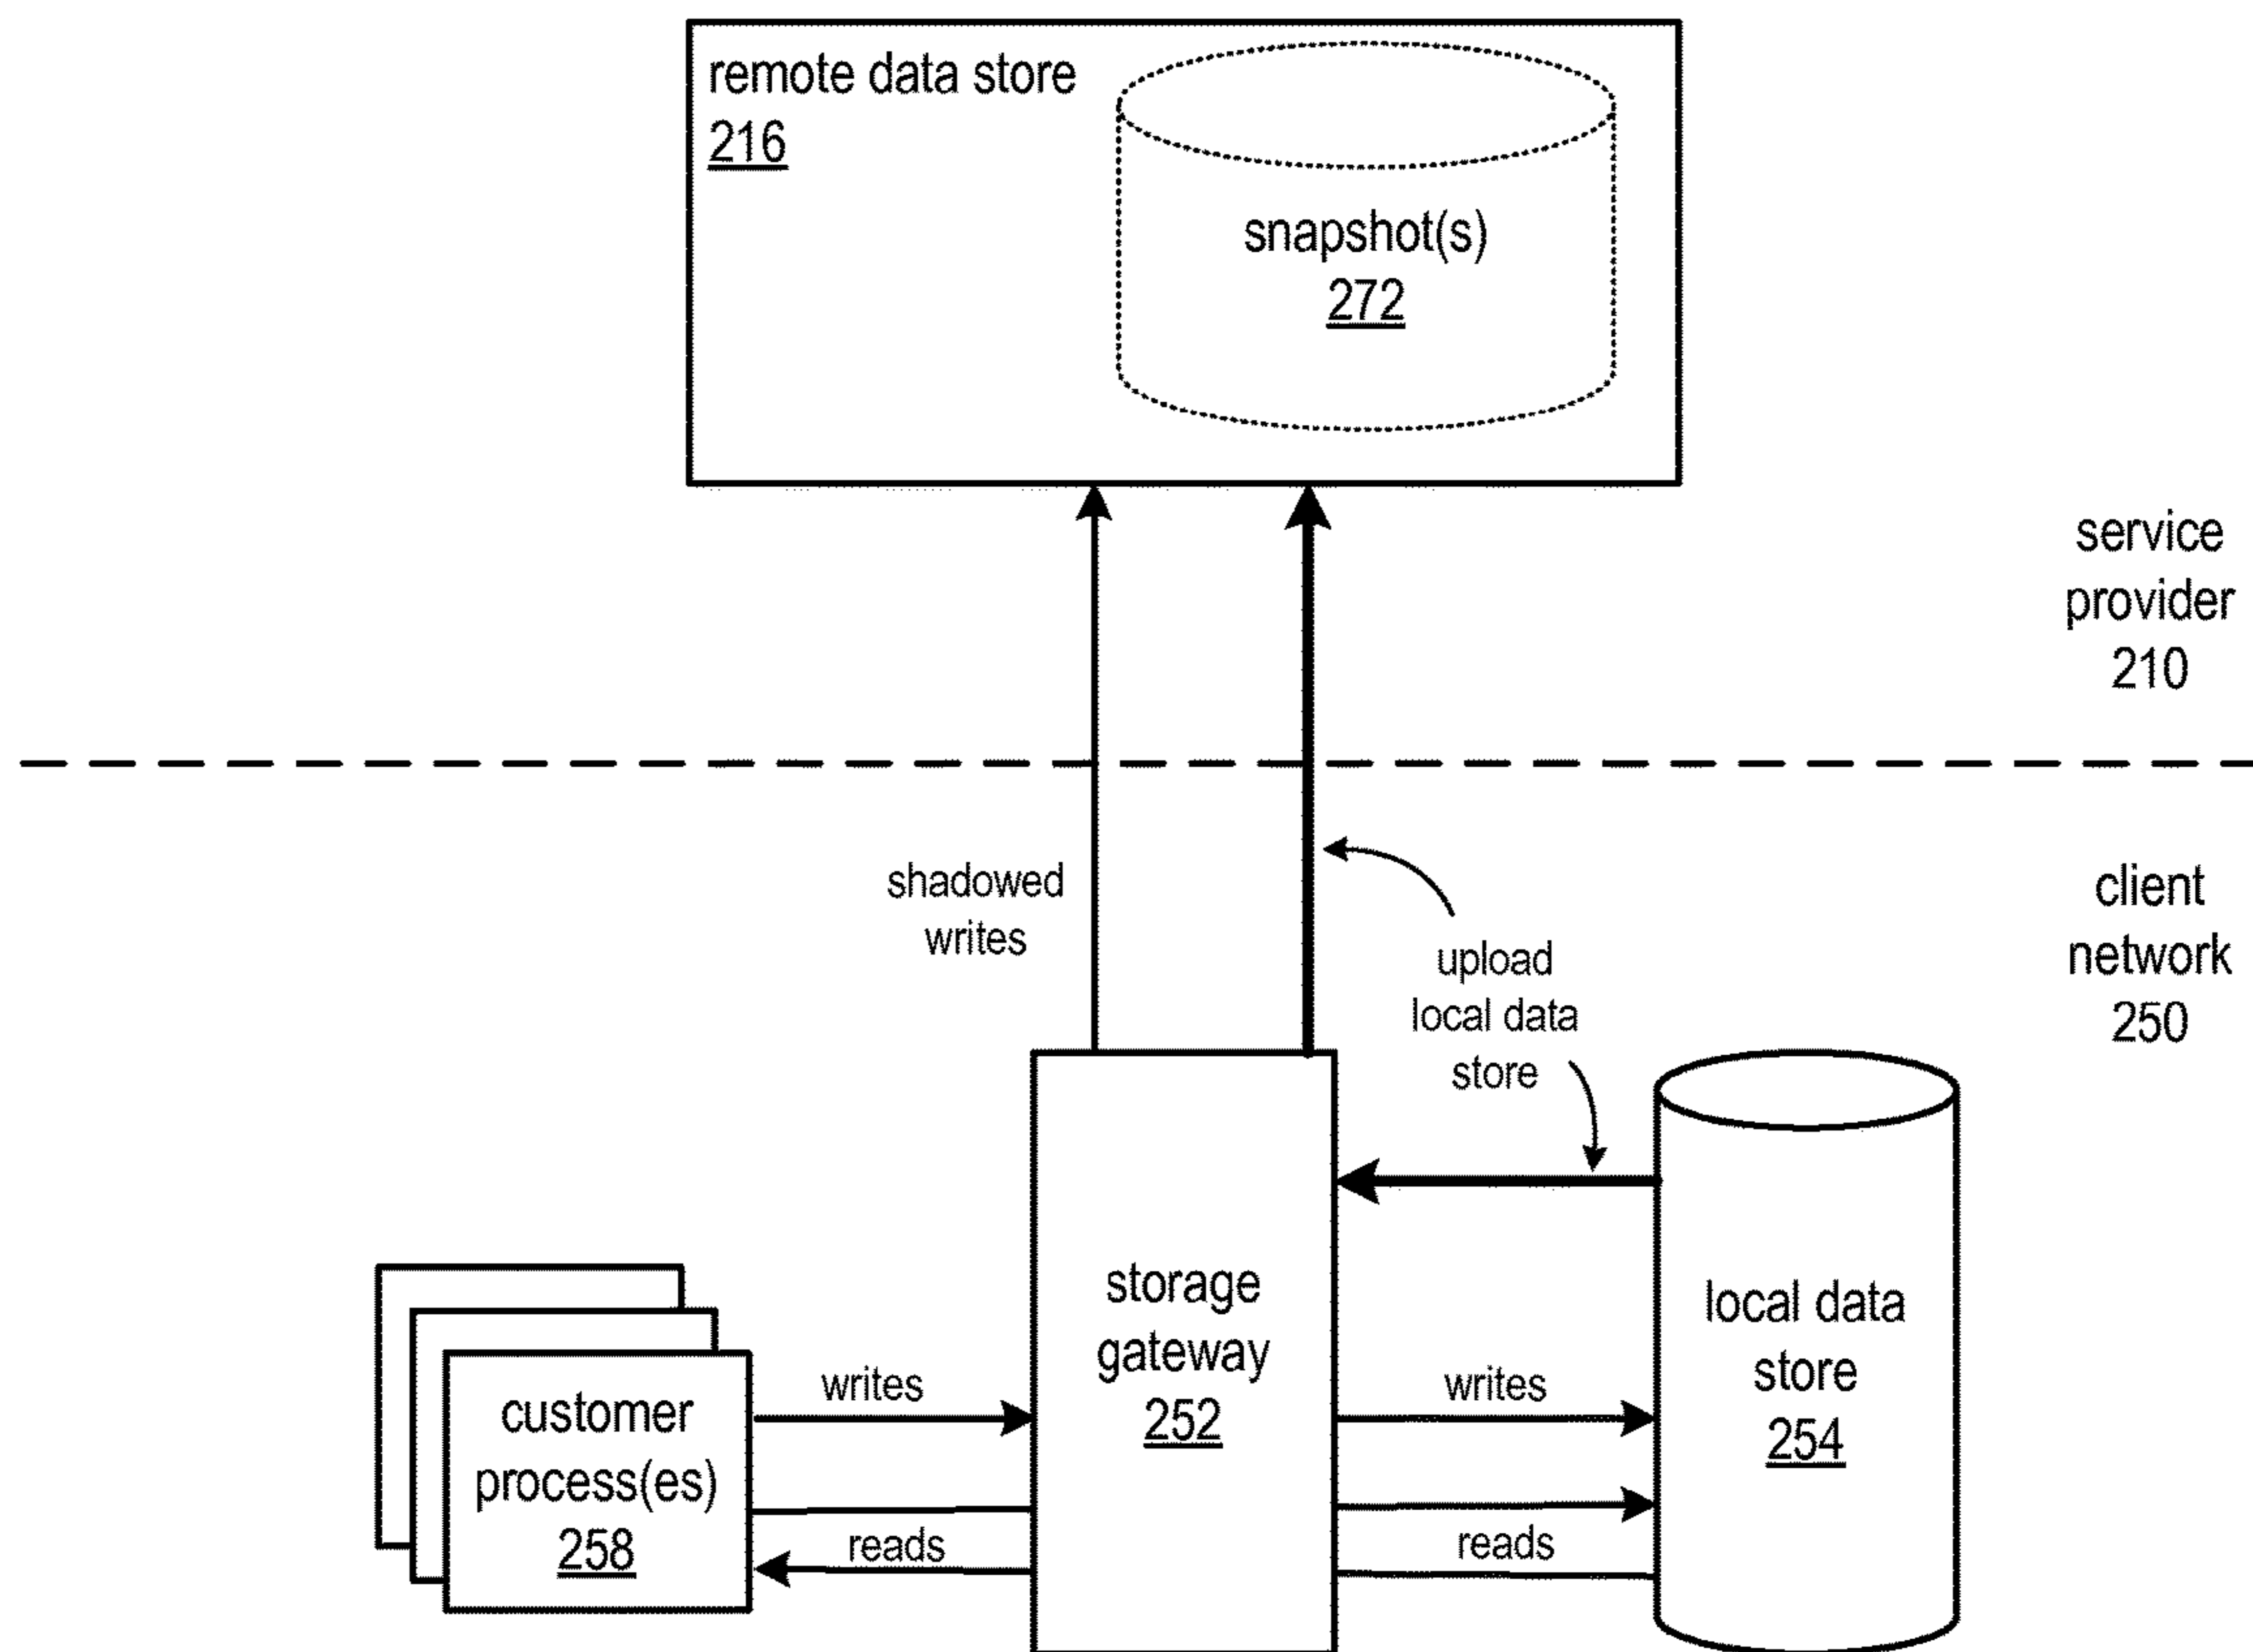 remote data store
216
snapshot(s)
272
service
provider
210
shadowed
writes
upload
local data
store
client
network
250
storage
gateway
252
local data
store
254
customer
process(es)
258
writes
reads
writes
reads